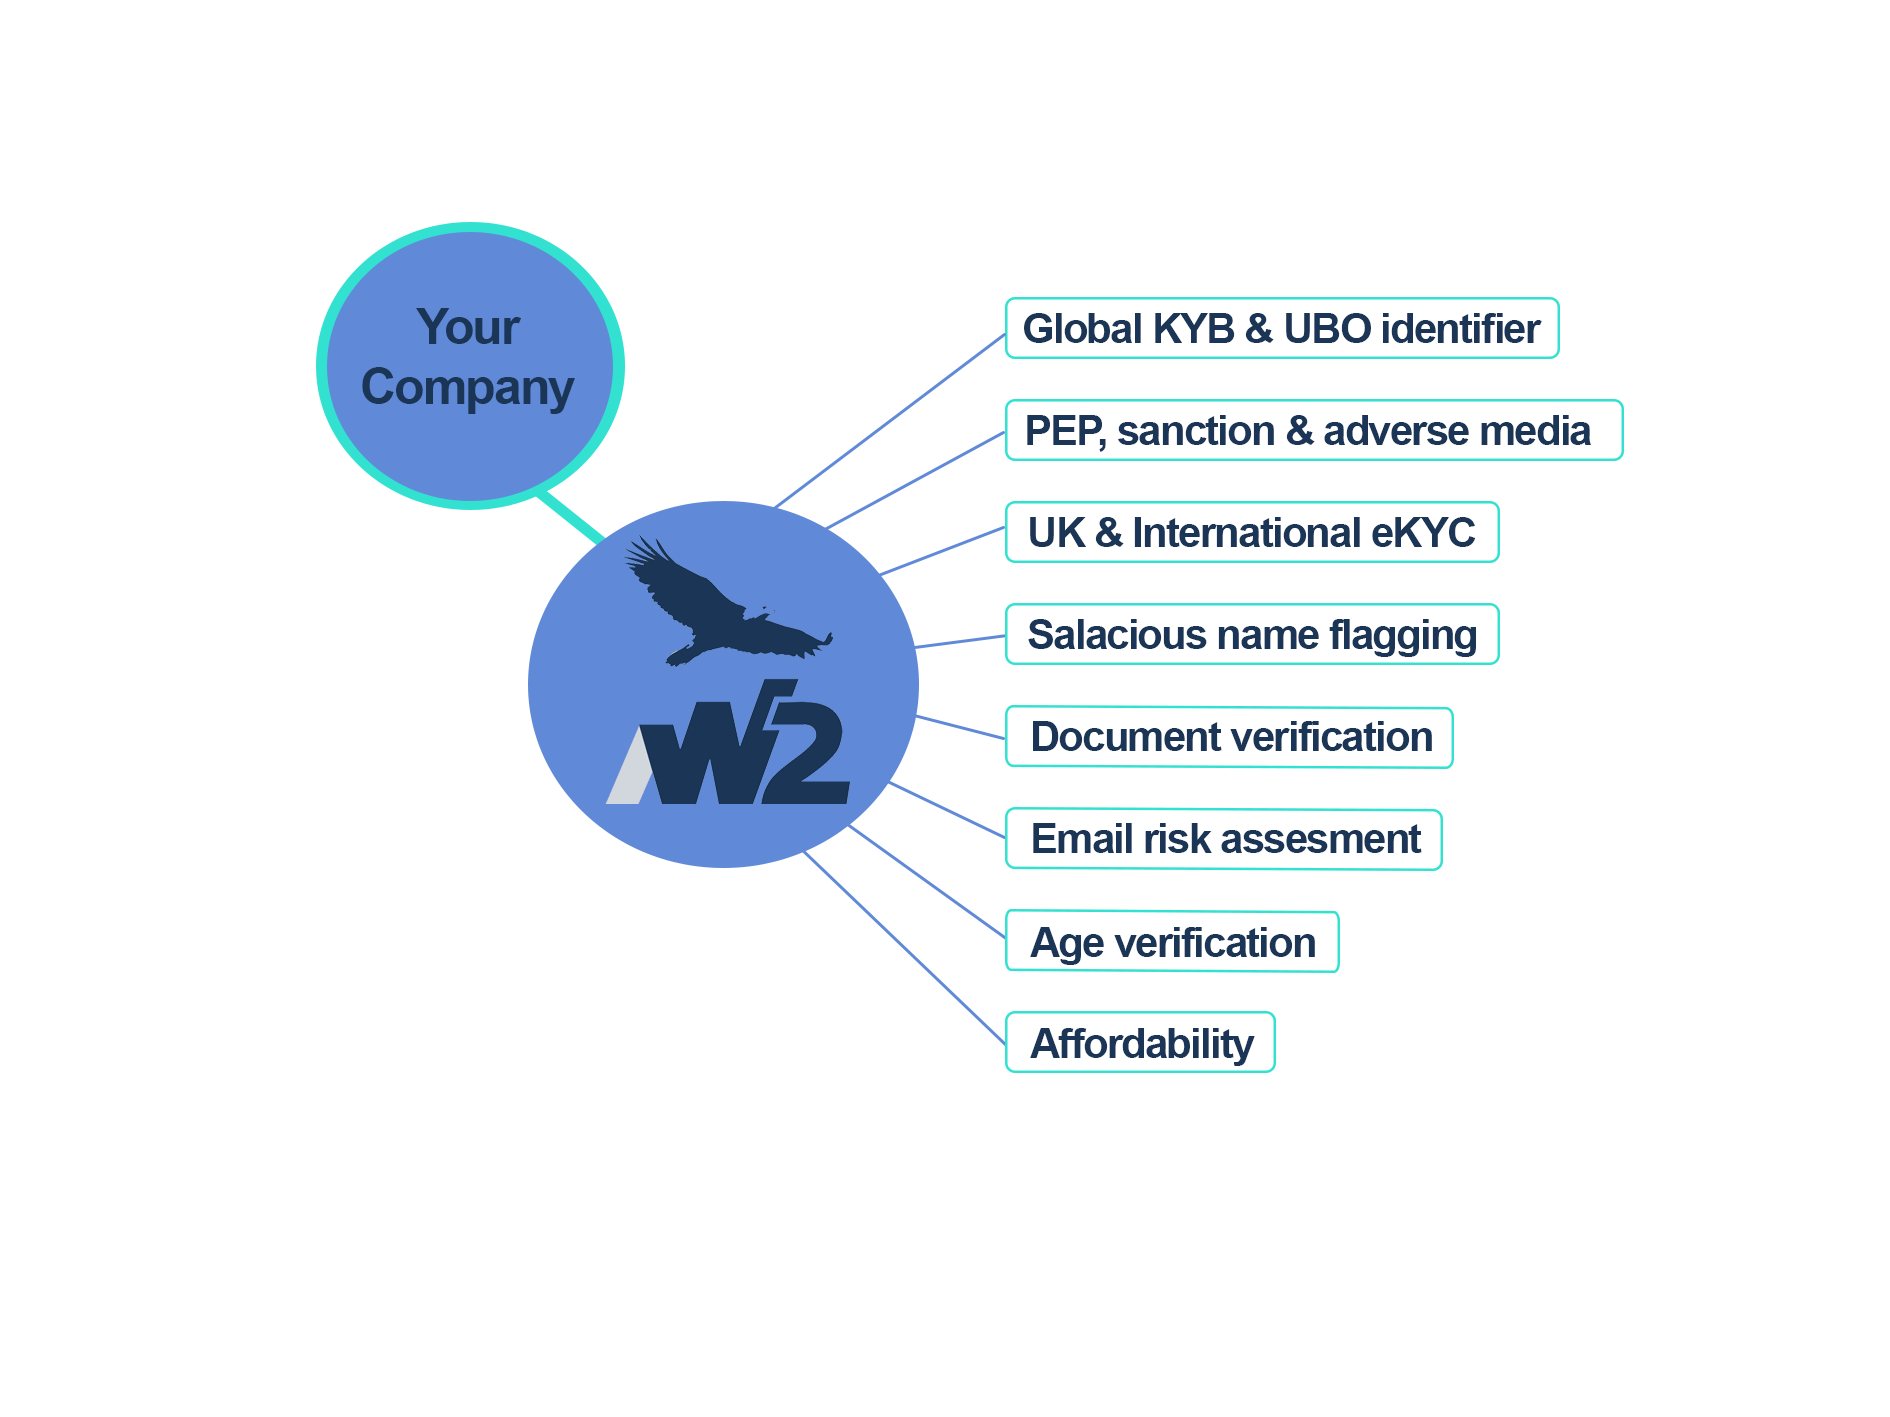 Your
Company
W2
Global KYB & UBO identifier
PEP, sanction & adverse media
UK & International eKYC
Salacious name flagging
Document verification
Email risk assesment
Age verification
Affordability